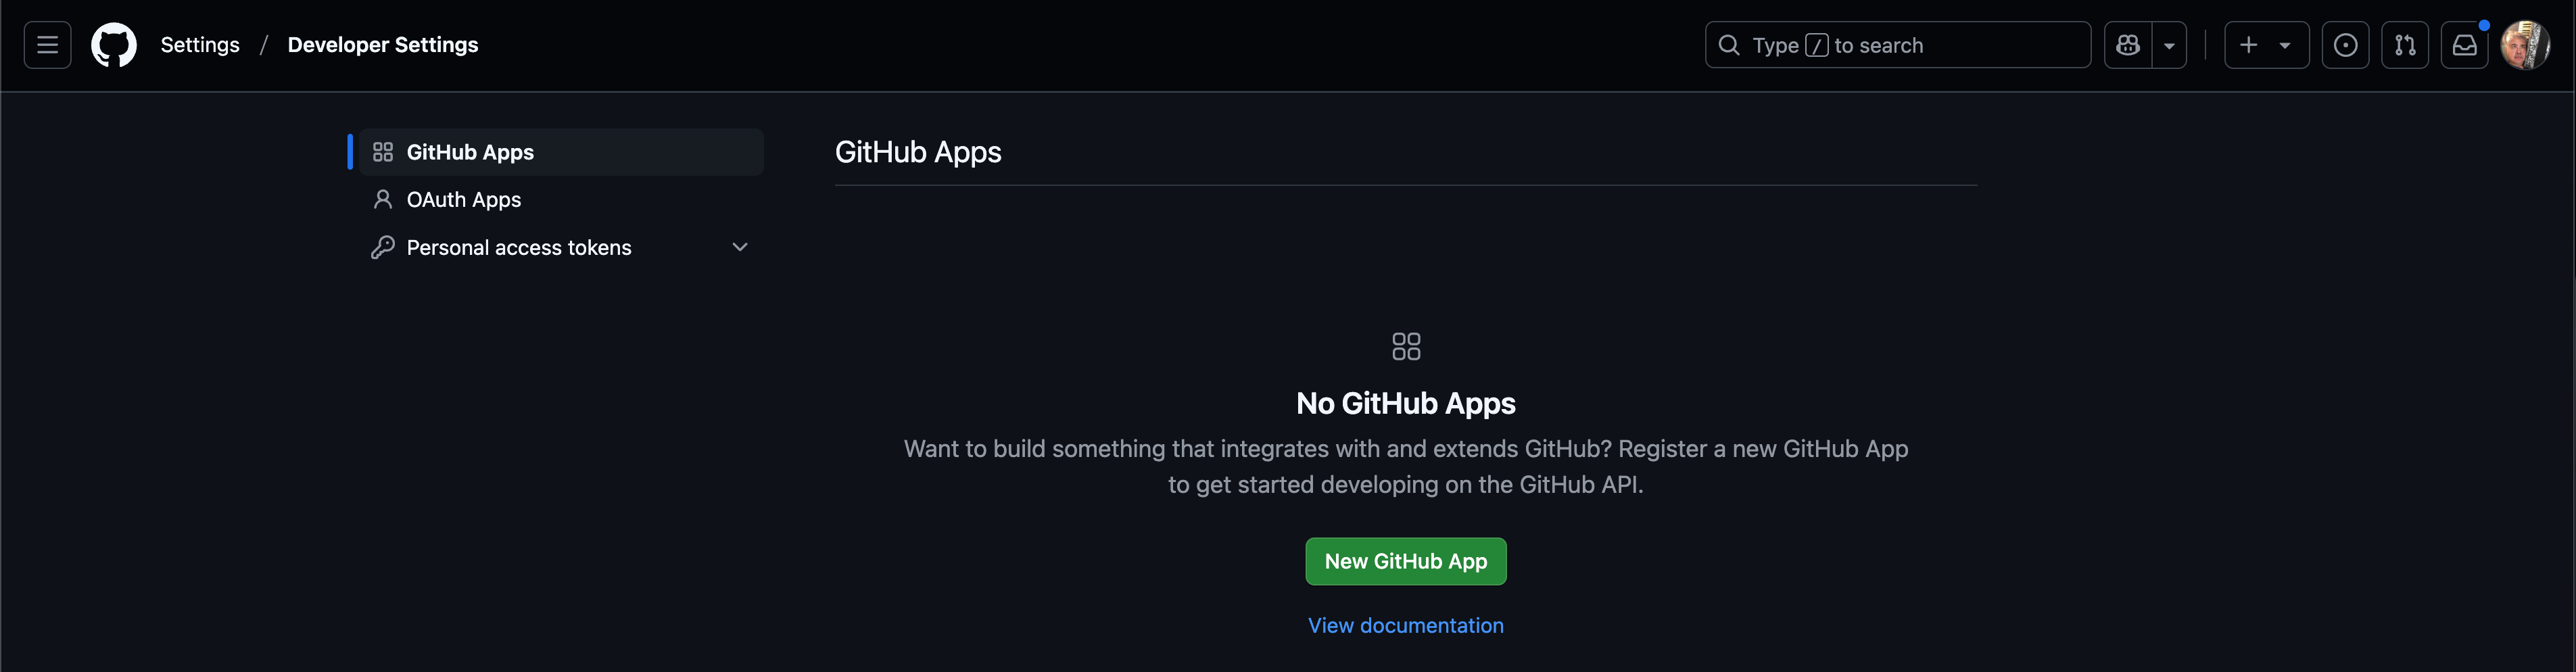 Settings / Developer Settings
Type / to search
GitHub Apps
OAuth Apps
Personal access tokens
GitHub Apps
No GitHub Apps
Want to build something that integrates with and extends GitHub? Register a new GitHub App
to get started developing on the GitHub API.
New GitHub App
View documentation